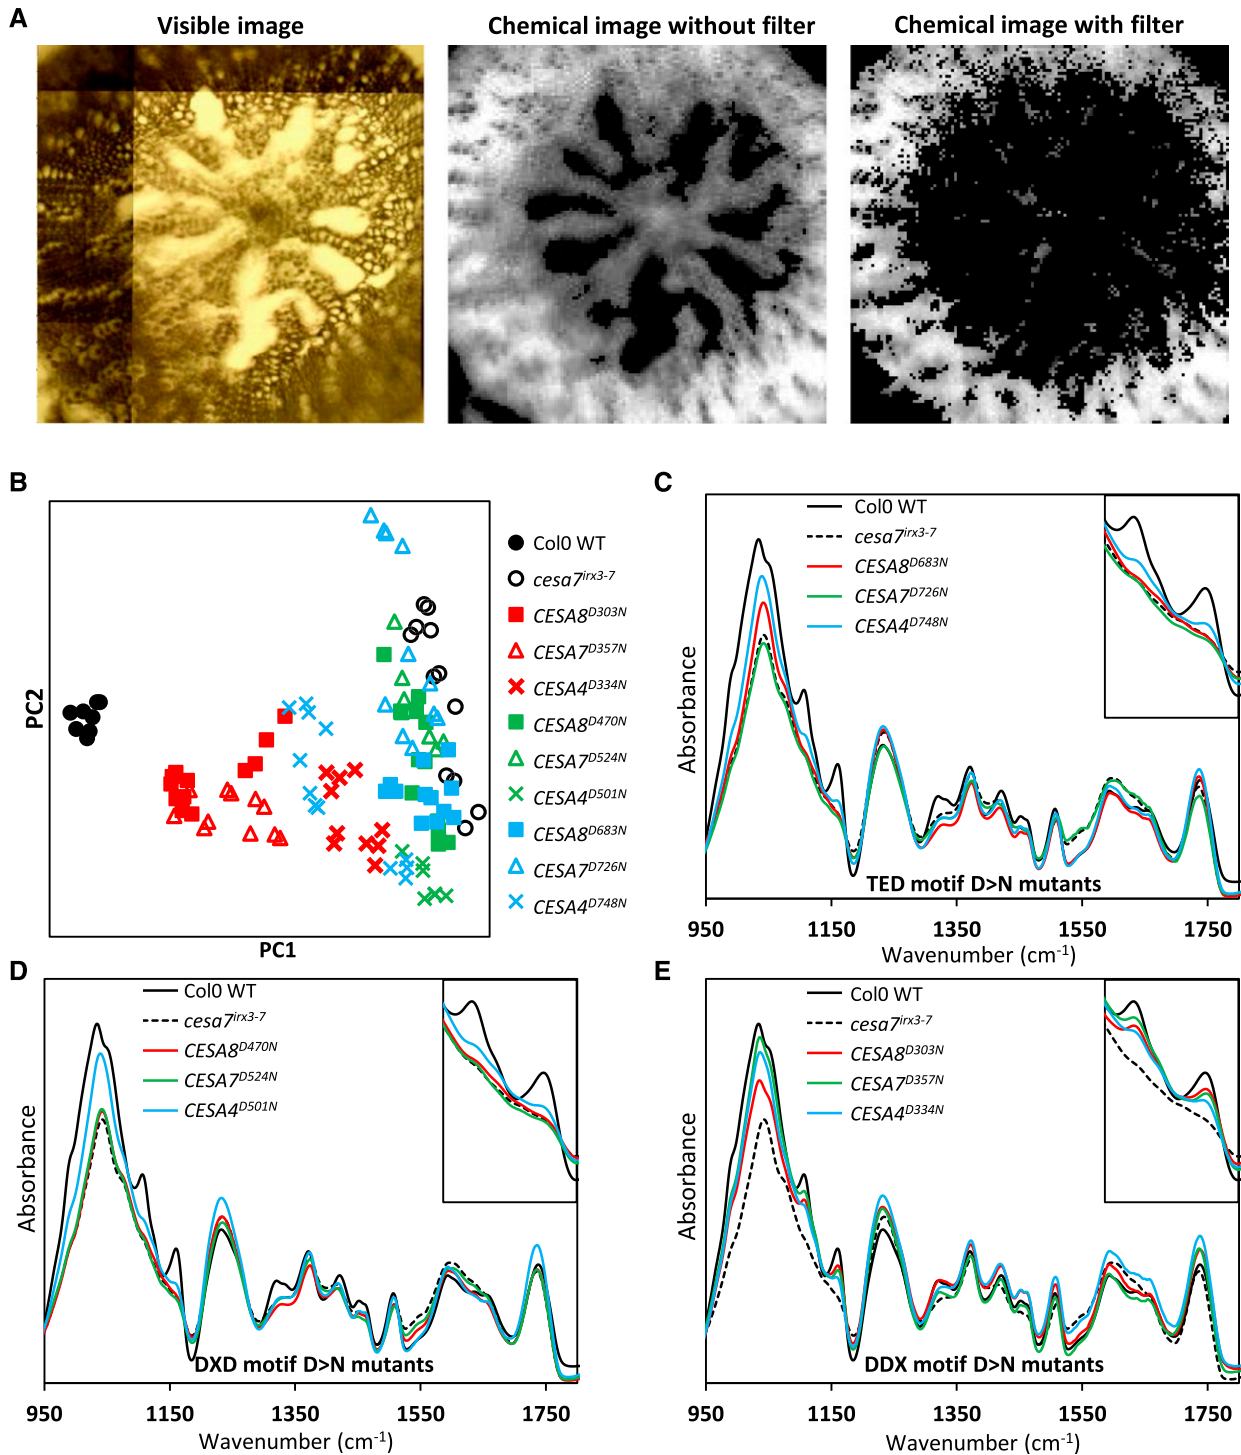 A
Visible image
Chemical image without filter
Chemical image with filter
B
PC2
PC1
Col0 WT
cesa7irx3-7
CESA8D303N
CESA7D357N
CESA4D334N
CESA8D470N
CESA7D524N
CESA4D501N
CESA8D683N
CESA7D726N
CESA4D748N
C
Absorbance
Col0 WT
cesa7irx3-7
CESA8D683N
CESA7D726N
CESA4D748N
TED motif D>N mutants
950 1150 1350 1550 1750
Wavenumber (cm-1)
D
Absorbance
Col0 WT
cesa7irx3-7
CESA8D470N
CESA7D524N
CESA4D501N
DXD motif D>N mutants
950 1150 1350 1550 1750
Wavenumber (cm-1)
E
Absorbance
Col0 WT
cesa7irx3-7
CESA8D303N
CESA7D357N
CESA4D334N
DDX motif D>N mutants
950 1150 1350 1550 1750
Wavenumber (cm-1)